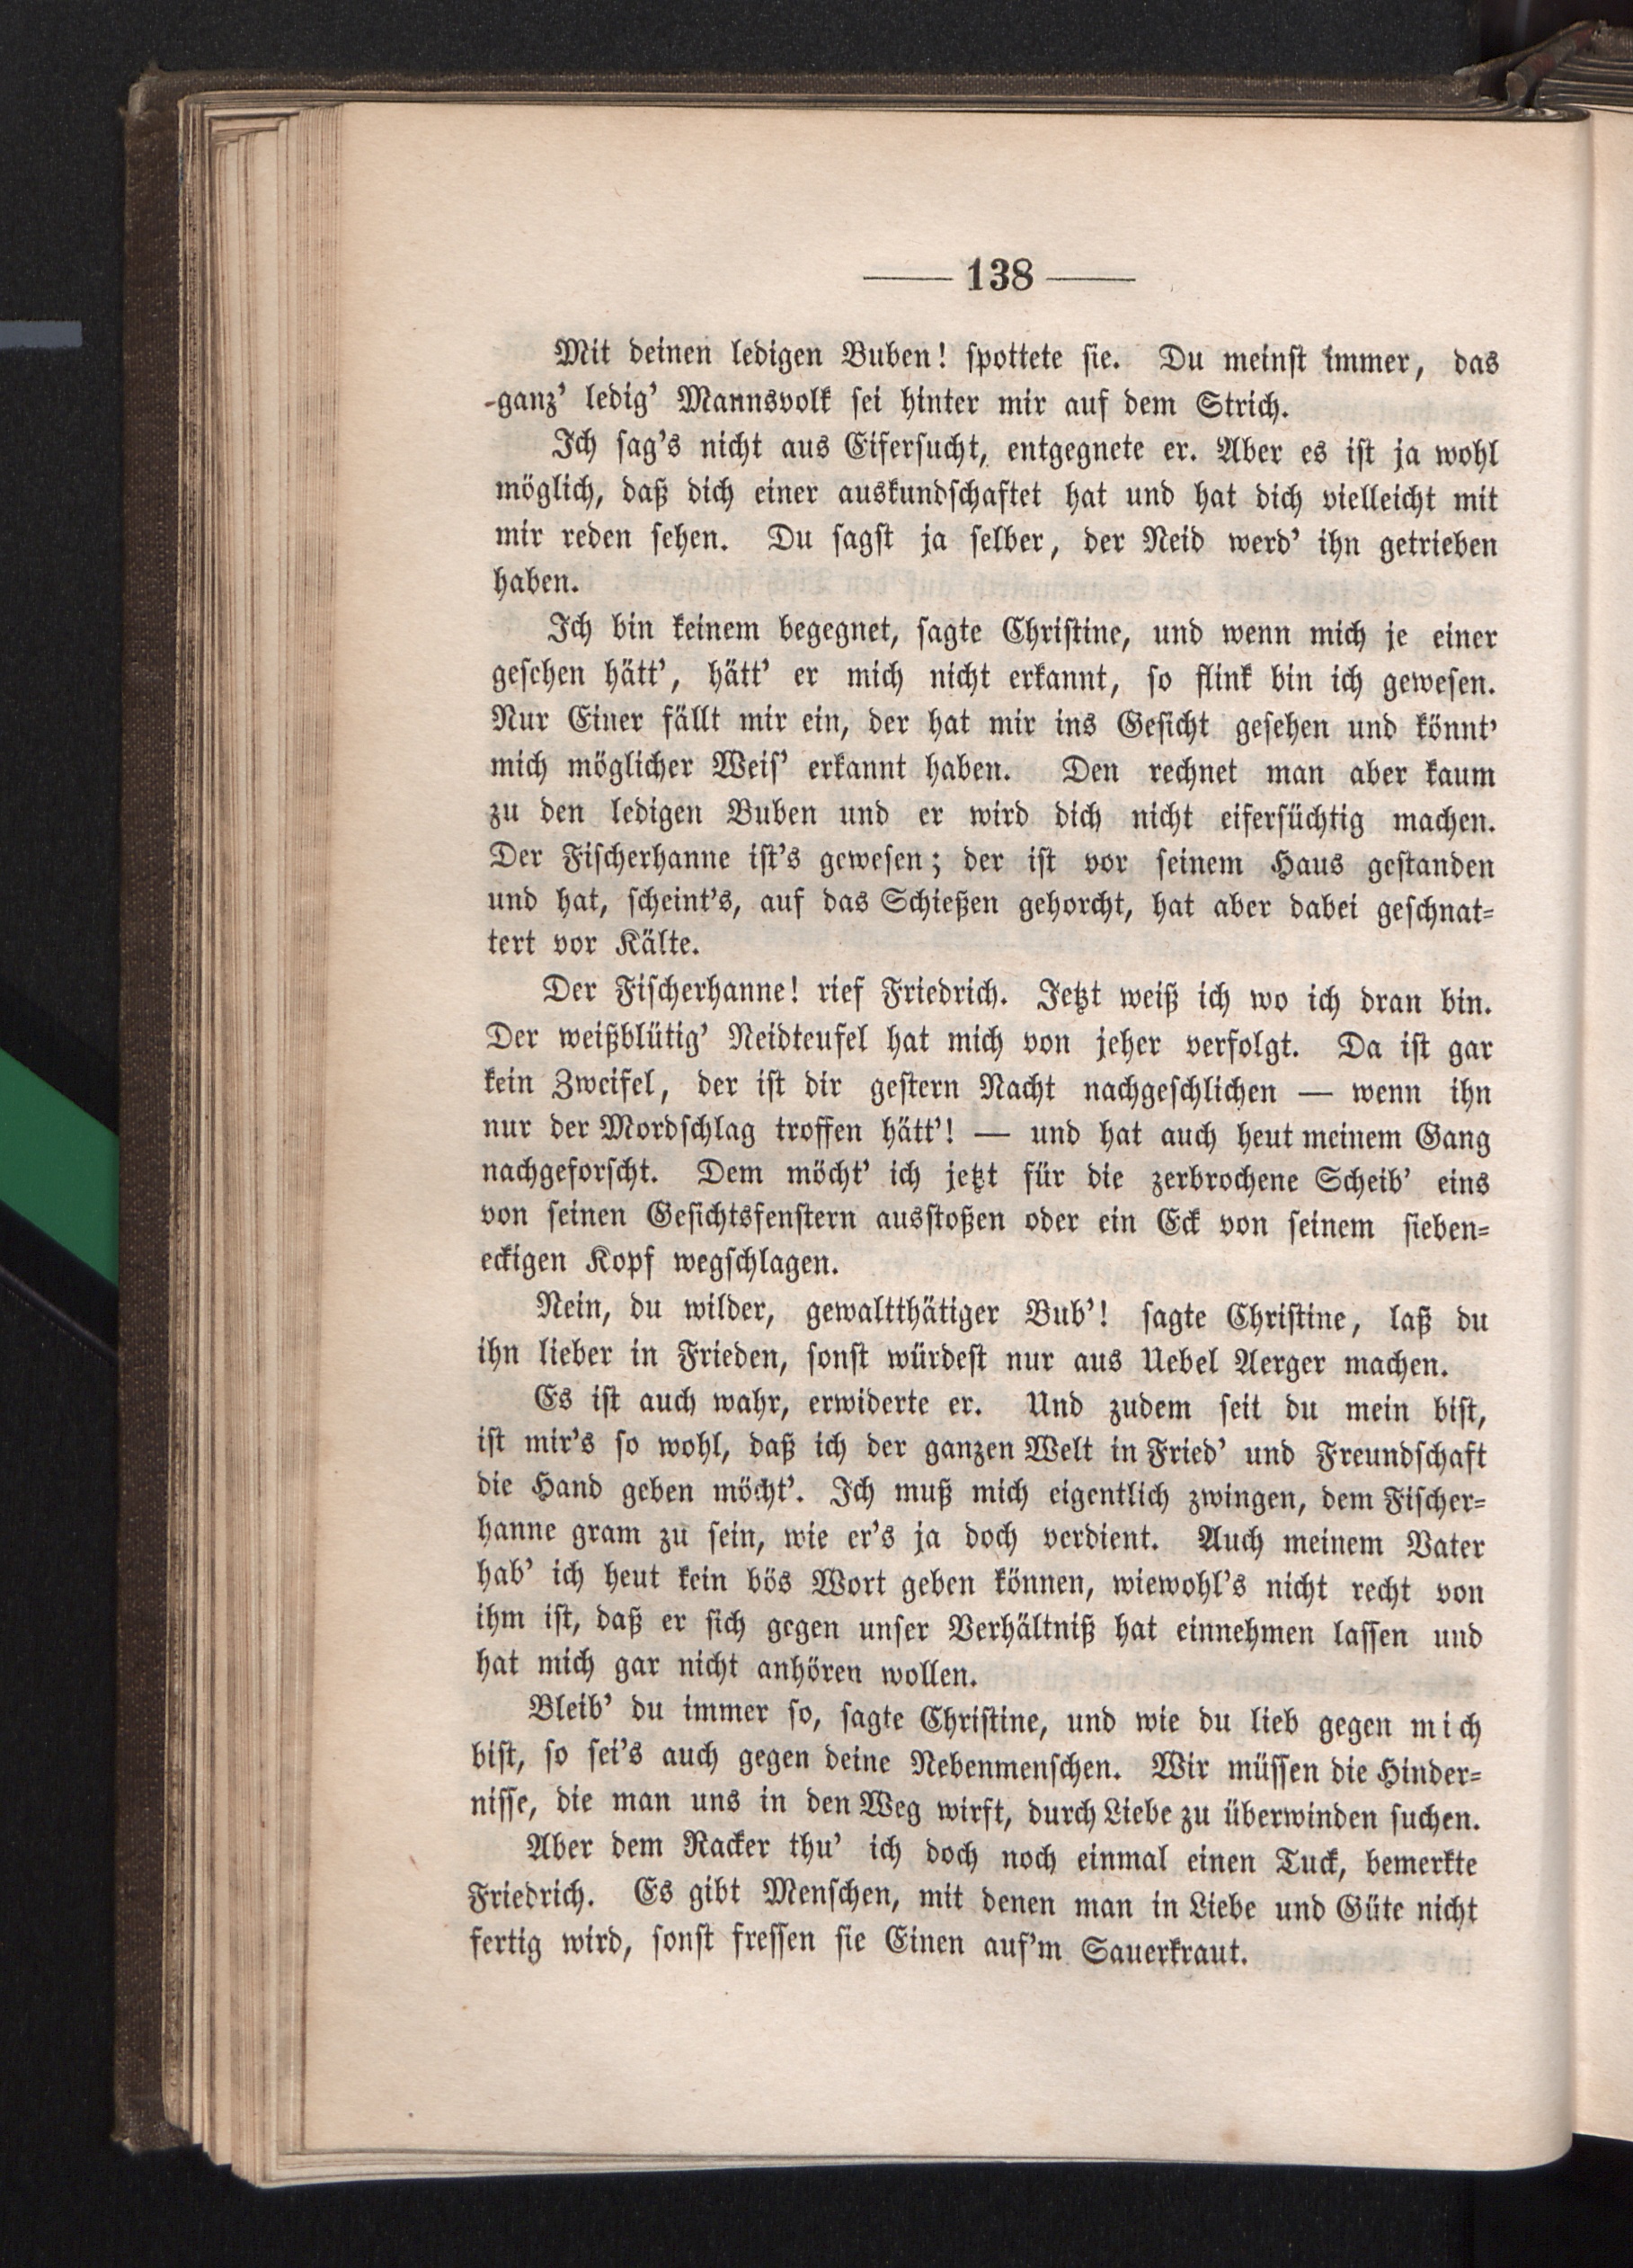 138
Mit deinen ledigen Buben! spottete sie. Du meinst immer, das
ganz' ledig' Mannsvolk sei hinter mir auf dem Strich.
Ich sag's nicht aus Eifersucht, entgegnete er. Aber es ist ja wohl
möglich, daß dich einer auskundschaftet hat und hat dich vielleicht mit
mir reden sehen. Du sagst ja selber, der Neid werd' ihn getrieben
haben.
Ich bin keinem begegnet, sagte Christine, und wenn mich je einer
gesehen hätt', hätt' er mich nicht erkannt, so flink bin ich gewesen.
Nur Einer fällt mir ein, der hat mir ins Gesicht gesehen und könnt'
mich möglicher Weis' erkannt haben. Den rechnet man aber kaum
zu den ledigen Buben und er wird dich nicht eifersüchtig machen.
Der Fischerhanne ist's gewesen; der ist vor seinem Haus gestanden
und hat, scheint's, auf das Schießen gehorcht, hat aber dabei geschnat-
tert vor Kälte.
Der Fischerhanne! rief Friedrich. Jetzt weiß ich wo ich dran bin.
Der weißblütig' Neidteufel hat mich von jeher verfolgt. Da ist gar
kein Zweifel, der ist dir gestern Nacht nachgeschlichen — wenn ihn
nur der Mordschlag troffen hätt'! — und hat auch heut meinem Gang
nachgeforscht. Dem möcht' ich jetzt für die zerbrochene Scheib' eins
von seinen Gesichtsfenstern ausstoßen oder ein Eck von seinem sieben-
eckigen Kopf wegschlagen.
Nein, du wilder, gewaltthätiger Bub'! sagte Christine, laß du
ihn lieber in Frieden, sonst würdest nur aus Uebel Aerger machen.
Es ist auch wahr, erwiderte er. Und zudem seit du mein bist,
ist mir's so wohl, daß ich der ganzen Welt in Fried' und Freundschaft
die Hand geben möcht'. Ich muß mich eigentlich zwingen, dem Fischer-
hanne gram zu sein, wie er's ja doch verdient. Auch meinem Vater
hab' ich heut kein bös Wort geben können, wiewohl's nicht recht von
ihm ist, daß er sich gegen unser Verhältniß hat einnehmen lassen und
hat mich gar nicht anhören wollen.
Bleib' du immer so, sagte Christine, und wie du lieb gegen mich
bist, so sei's auch gegen deine Nebenmenschen. Wir müssen die Hinder-
nisse, die man uns in den Weg wirft, durch Liebe zu überwinden suchen.
Aber dem Racker thu' ich doch noch einmal einen Tuck, bemerkte
Friedrich. Es gibt Menschen, mit denen man in Liebe und Güte nicht
fertig wird, sonst fressen sie Einen auf'm Sauerkraut.